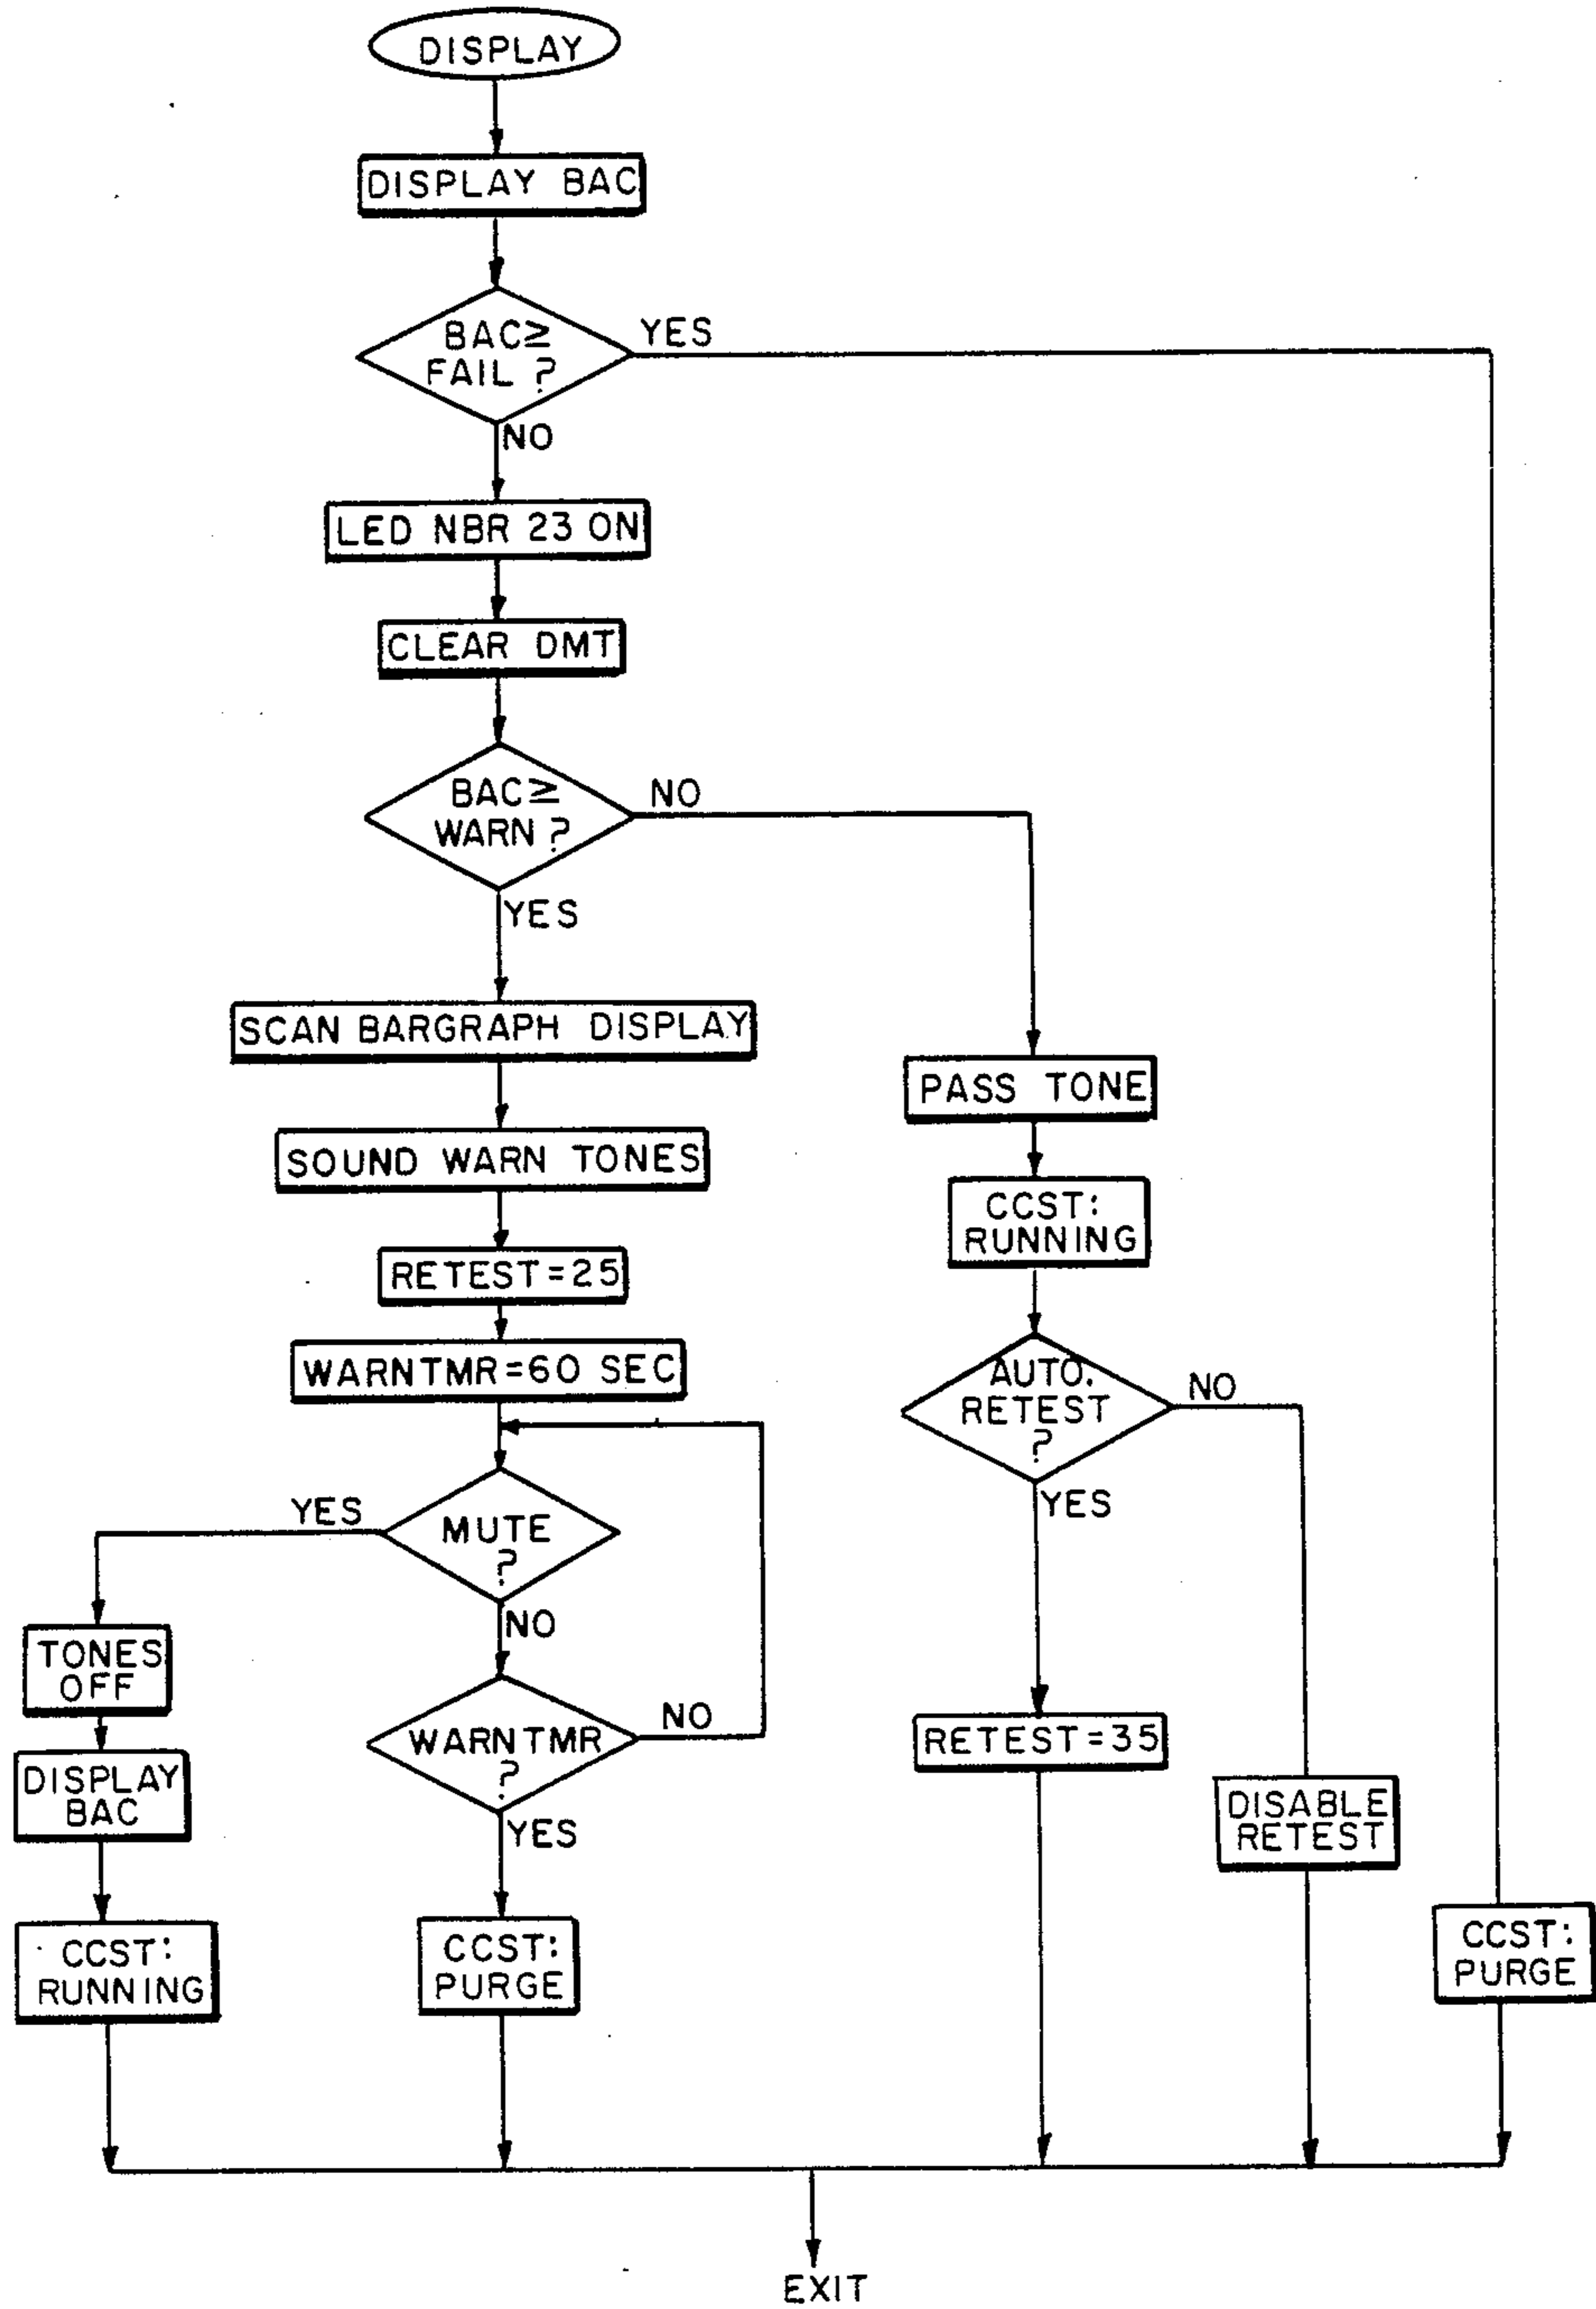 DISPLAY
DISPLAY BAC
BAC≥
FAIL ?
YES
NO
LED NBR 23 ON
CLEAR DMT
BAC≥
WARN ?
NO
YES
SCAN BARGRAPH DISPLAY
SOUND WARN TONES
RETEST=25
WARNTMR=60 SEC
MUTE
?
YES
NO
WARNTMR
?
NO
YES
TONES
OFF
DISPLAY
BAC
CCST:
RUNNING
CCST:
PURGE
PASS TONE
CCST:
RUNNING
AUTO.
RETEST
?
NO
YES
RETEST=35
DISABLE
RETEST
CCST:
PURGE
EXIT